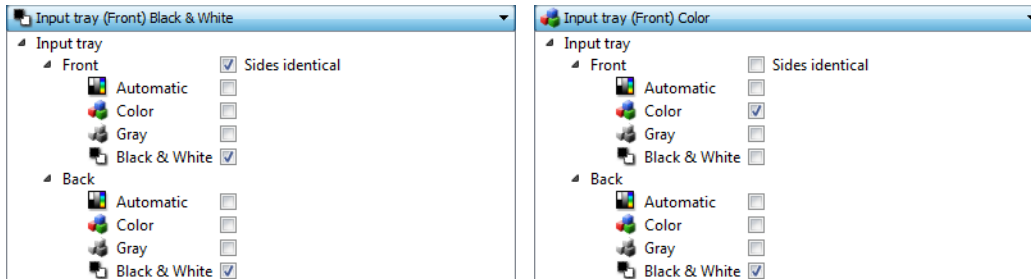 Input tray (Front) Black & White
Input tray
Front Sides identical
Automatic
Color
Gray
Black & White
Back
Automatic
Color
Gray
Black & White
Input tray (Front) Color
Input tray
Front Sides identical
Automatic
Color
Gray
Black & White
Back
Automatic
Color
Gray
Black & White